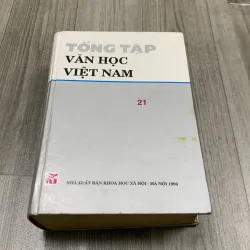 TỔNG TẬP
VĂN HỌC
VIỆT NAM
21
NHÀ XUẤT BẢN KHOA HỌC XÃ HỘI - HÀ NỘI 1996